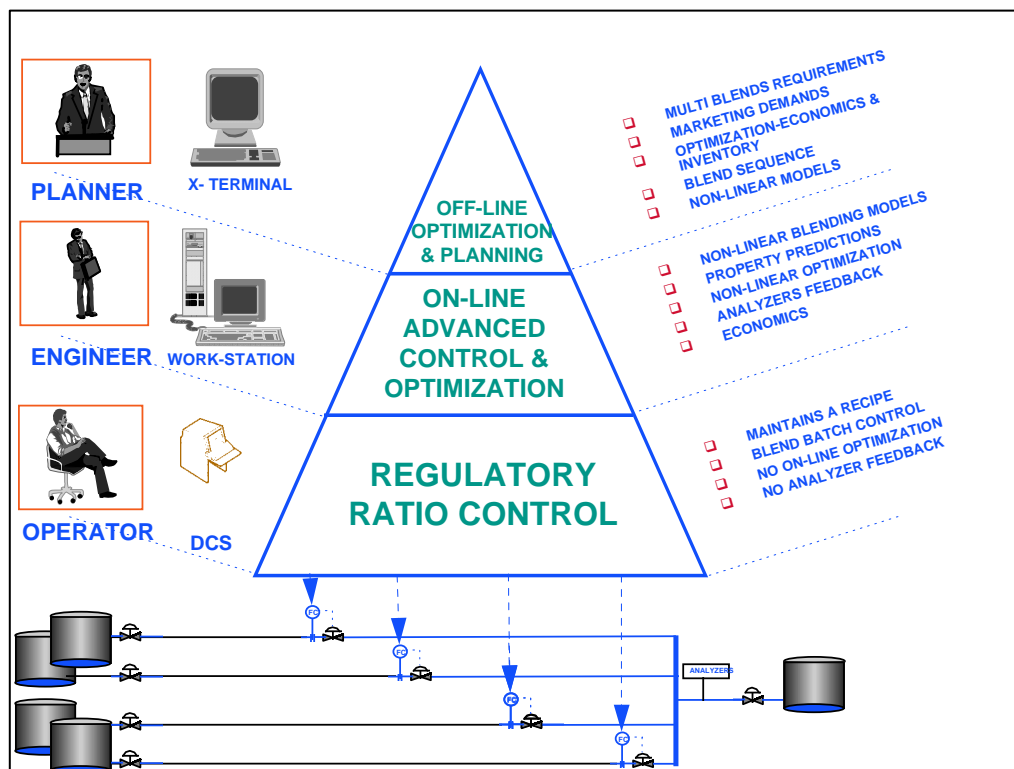 PLANNER
X- TERMINAL
OFF-LINE
OPTIMIZATION
& PLANNING
MULTI BLENDS REQUIREMENTS
MARKETING DEMANDS
OPTIMIZATION-ECONOMICS &
INVENTORY
BLEND SEQUENCE
NON-LINEAR MODELS
ENGINEER
WORK-STATION
ON-LINE
ADVANCED
CONTROL &
OPTIMIZATION
NON-LINEAR BLENDING MODELS
PROPERTY PREDICTIONS
NON-LINEAR OPTIMIZATION
ANALYZERS FEEDBACK
ECONOMICS
OPERATOR
DCS
REGULATORY
RATIO CONTROL
MAINTAINS A RECIPE
BLEND BATCH CONTROL
NO ON-LINE OPTIMIZATION
NO ANALYZER FEEDBACK
FC
FC
FC
FC
ANALYZERS